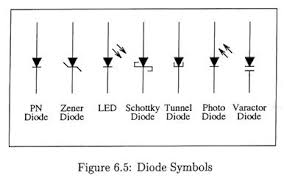 PN Zener LED Schottky Tunnel Photo Varactor
Diode Diode Diode Diode Diode Diode
Figure 6.5: Diode Symbols